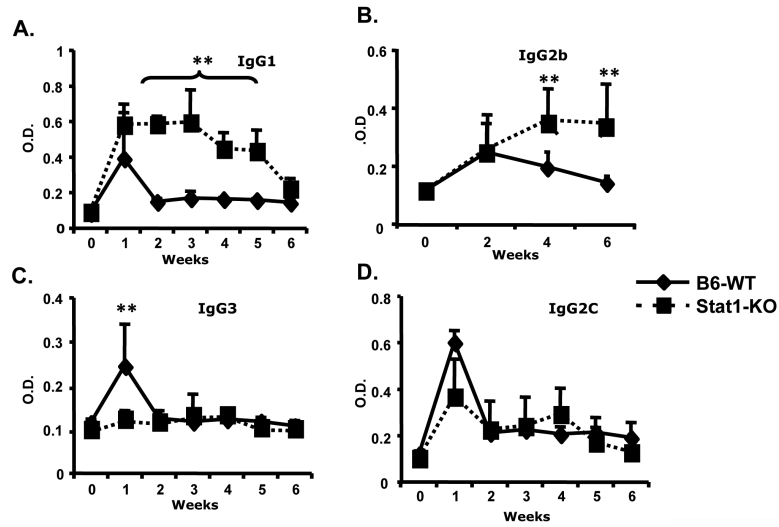 A.
IgG1
**
1
0.8
0.6
0.4
0.2
0
O.D.
0 1 2 3 4 5 6
Weeks
B.
IgG2b
**
**
0.6
0.4
0.2
0
.O.D
0 2 4 6
Weeks
C.
IgG3
**
0.4
0.3
0.2
0.1
0
O.D.
0 1 2 3 4 5 6
Weeks
D.
IgG2C
0.8
0.6
0.4
0.2
0
O.D.
0 1 2 3 4 5 6
Weeks
B6-WT
Stat1-KO